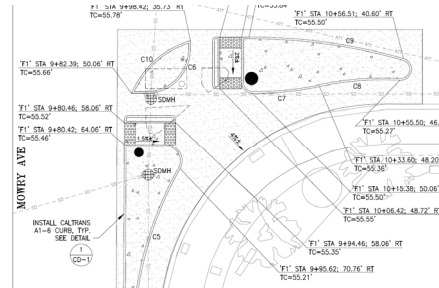 'F1' STA 9+98.42; 35.73' RT
TC=55.78'
'F1' STA 10+56.51; 40.60' RT
TC=55.50'
'F1' STA 9+82.39; 50.06' RT
TC=55.66'
'F1' STA 9+80.46; 58.06' RT
TC=55.52'
'F1' STA 9+80.42; 64.06' RT
TC=55.46'
C10
C6
C9
C7
C8
SDMH
'F1' STA 10+55.50; 46.
TC=55.27'
'F1' STA 10+33.60; 48.20
TC=55.36'
'F1' STA 10+15.38; 50.06'
TC=55.50'
'F1' STA 10+06.42; 48.72' RT
TC=55.55'
SDMH
MOWRY AVE
INSTALL CALTRANS
A1-6 CURB, TYP.
SEE DETAIL
1
CD-1
C5
'F1' STA 9+94.46; 58.06' RT
TC=55.35'
'F1' STA 9+95.62; 70.76' RT
TC=55.21'